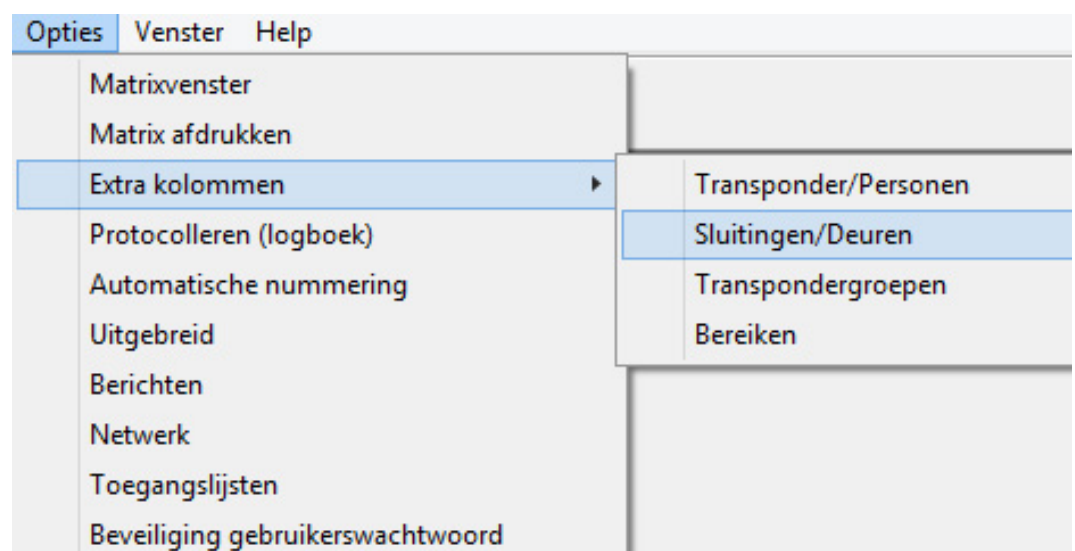 Opties Venster Help
Matrixvenster
Matrix afdrukken
Extra kolommen
Protocolleren (logboek)
Automatische nummering
Uitgebreid
Berichten
Netwerk
Toegangslijsten
Beveiliging gebruikerswachtwoord
Transponder/Personen
Sluitingen/Deuren
Transpondergroepen
Bereiken